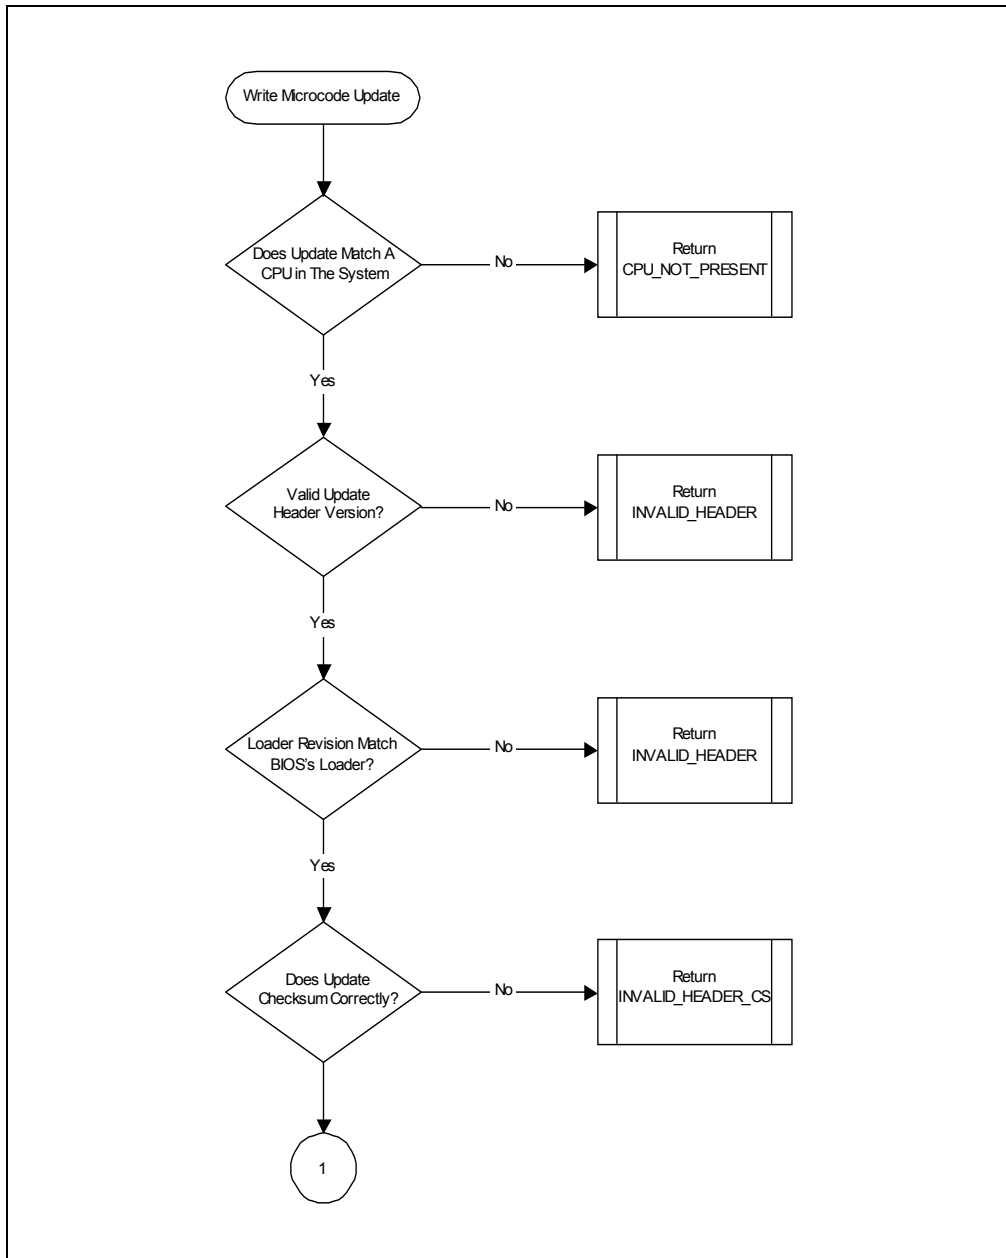 Write Microcode Update
Does Update Match A
CPU in The System
No
Return
CPU_NOT_PRESENT
Yes
Valid Update
Header Version?
No
Return
INVALID_HEADER
Yes
Loader Revision Match
BIOS's Loader?
No
Return
INVALID_HEADER
Yes
Does Update
Checksum Correctly?
No
Return
INVALID_HEADER_CS
1